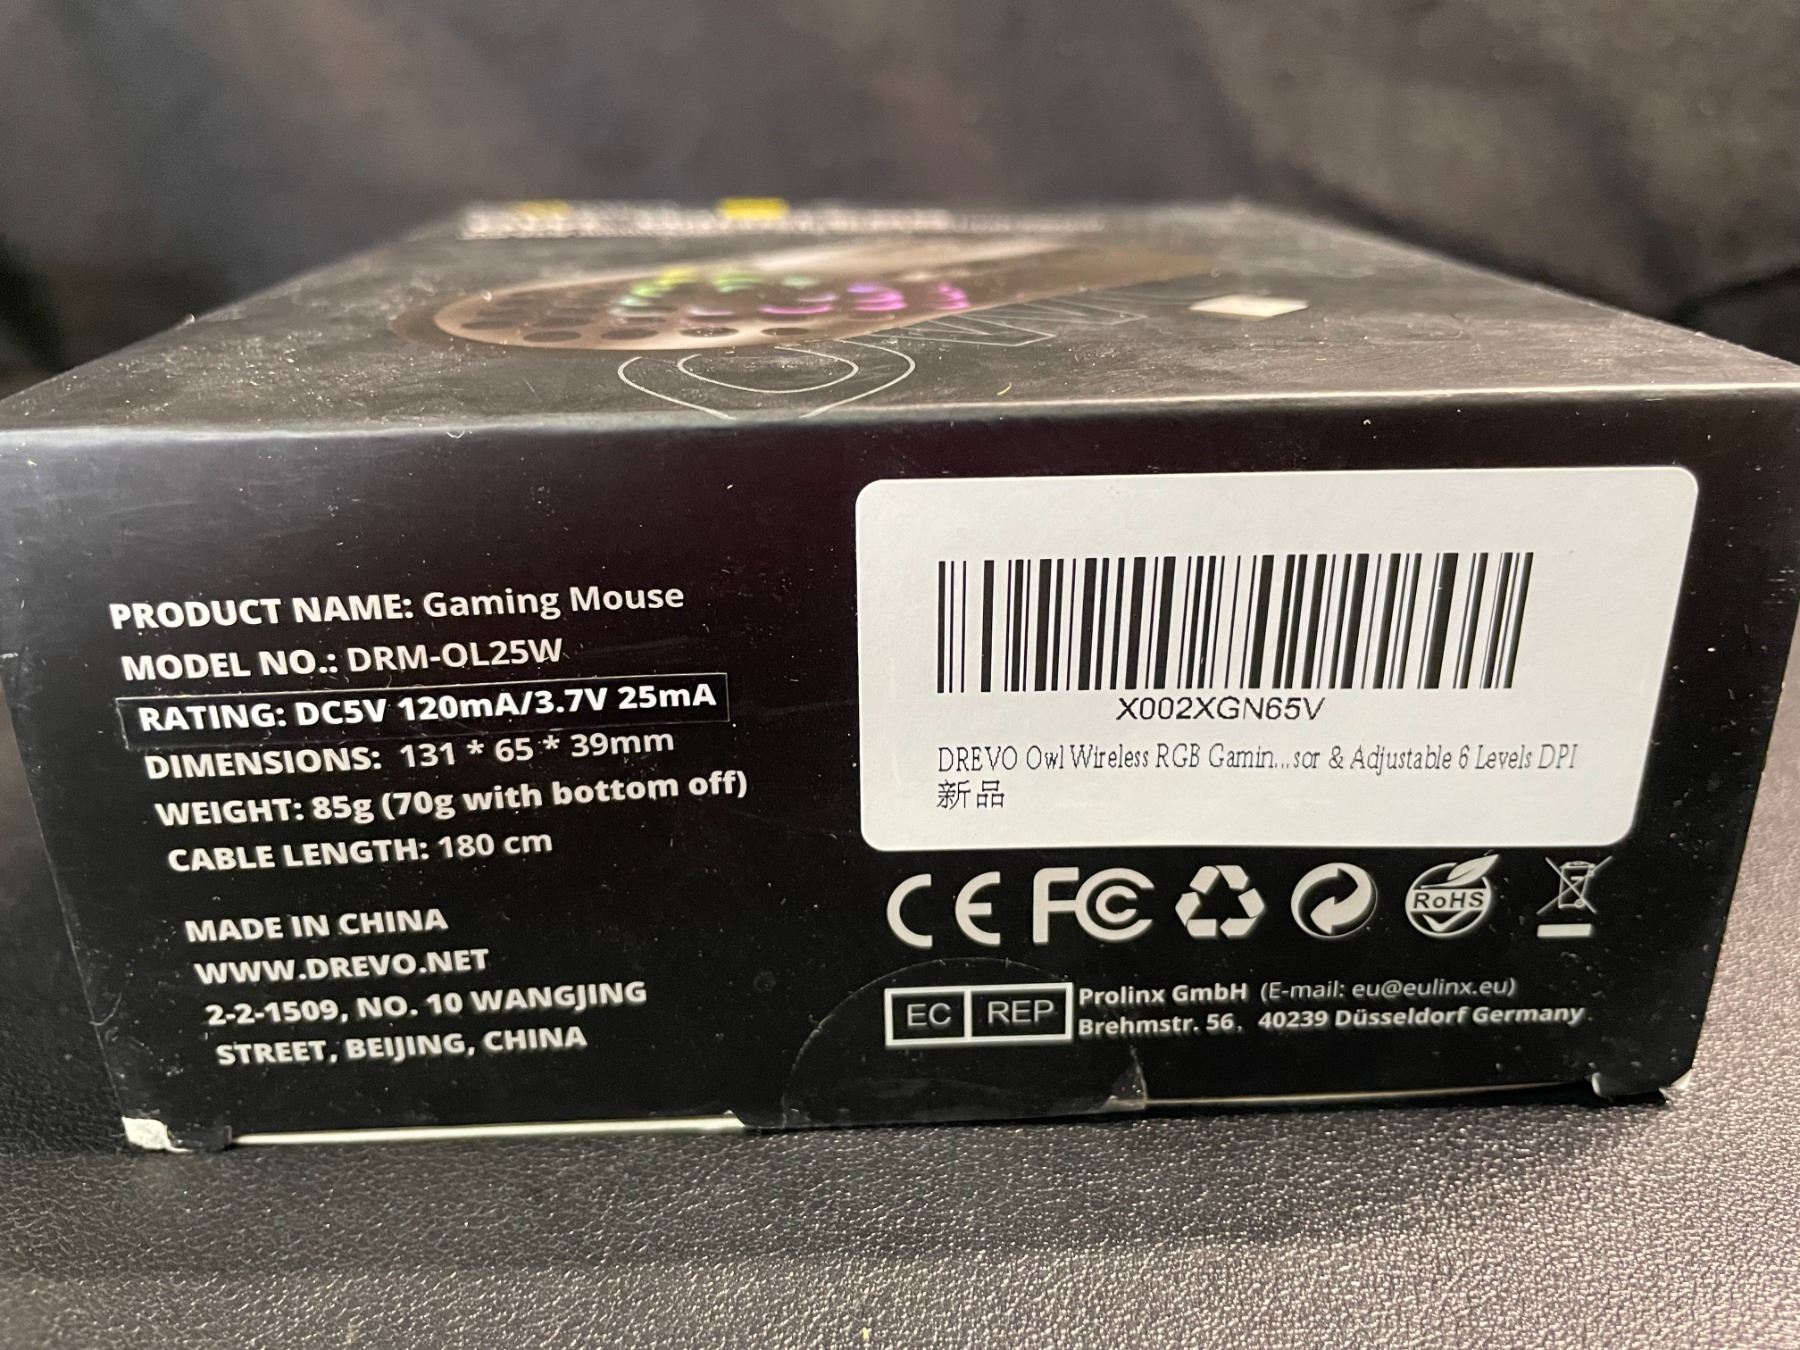 PRODUCT NAME: Gaming Mouse
MODEL NO.: DRM-OL25W
RATING: DC5V 120mA/3.7V 25mA
DIMENSIONS: 131 * 65 * 39mm
WEIGHT: 85g (70g with bottom off)
CABLE LENGTH: 180 cm
MADE IN CHINA
WWW.DREVO.NET
2-2-1509, NO. 10 WANGJING
STREET, BEIJING, CHINA
X002XGN65V
DREVO Owl Wireless RGB Gamin...sor & Adjustable 6 Levels DPI
新品
CE FC RoHS
EC REP
Prolinx GmbH (E-mail: eu@eulinx.eu)
Brehmstr. 56, 40239 Düsseldorf Germany